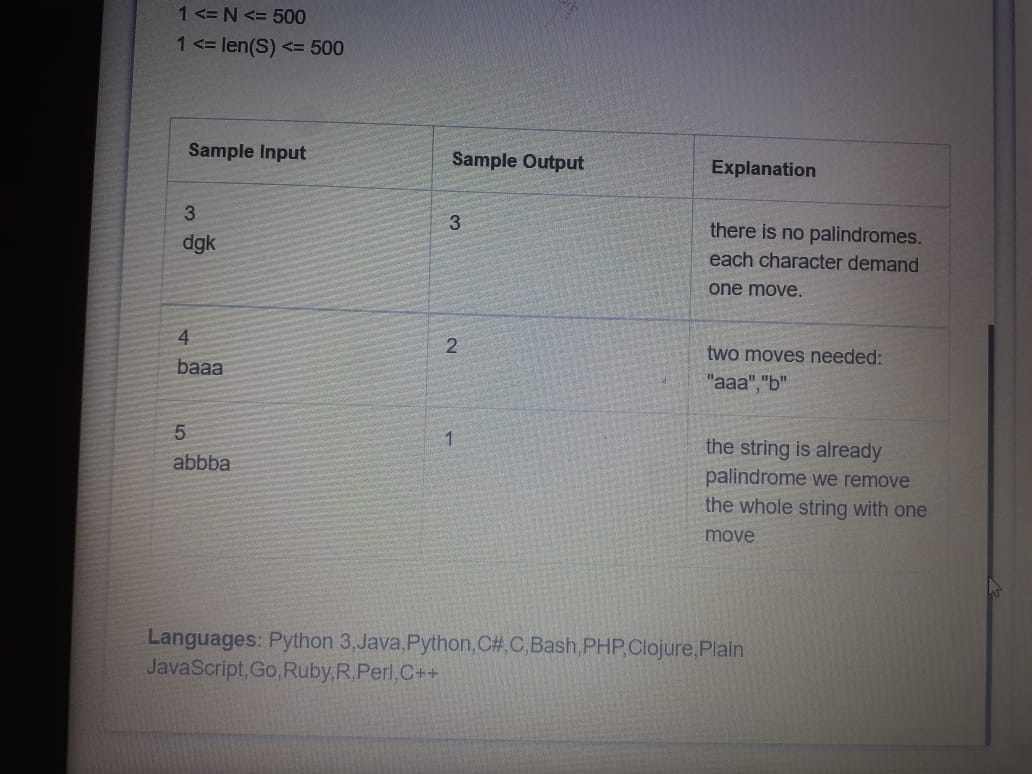 1 <= N <= 500
1 <= len(S) <= 500
Sample Input
Sample Output
Explanation
3
dgk
3
there is no palindromes.
each character demand
one move.
4
baaa
2
two moves needed:
"aaa","b"
5
abbba
1
the string is already
palindrome we remove
the whole string with one
move
Languages: Python 3,Java,Python,C#,C,Bash,PHP,Clojure,Plain
JavaScript,Go,Ruby,R,Perl,C++